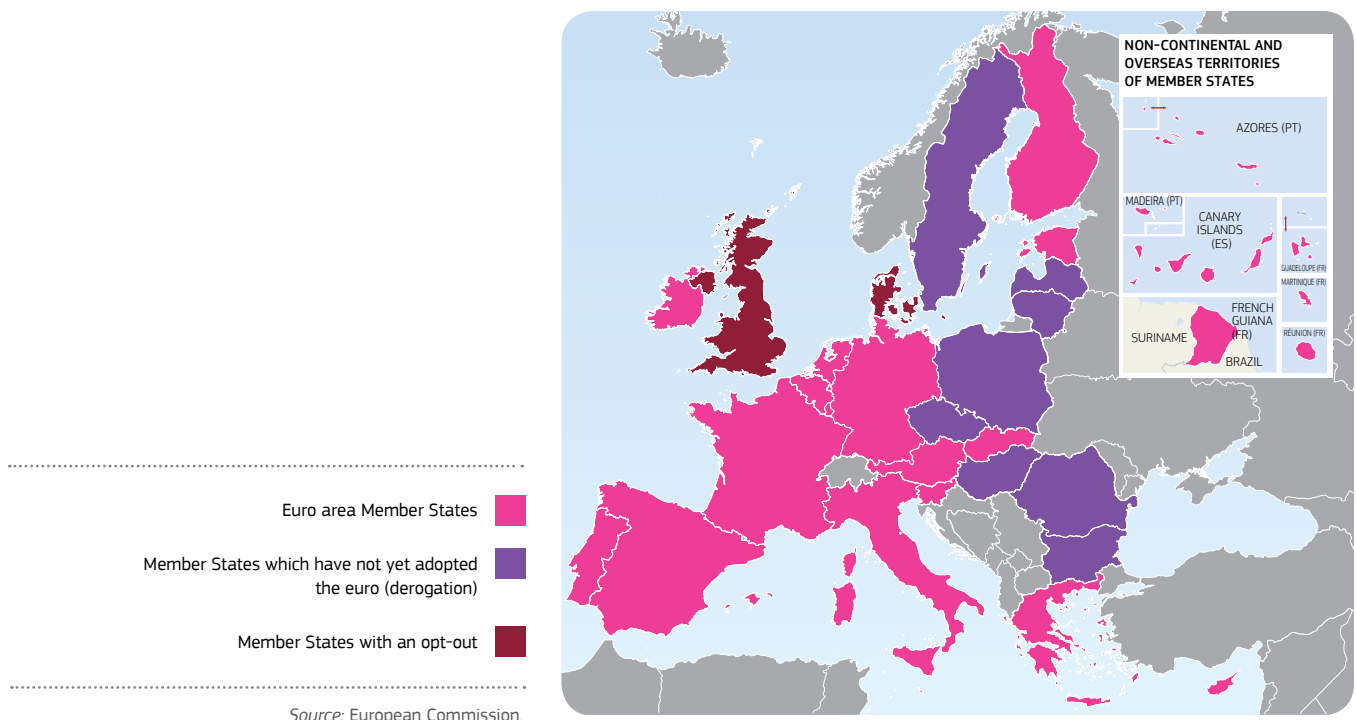 Euro area Member States
Member States which have not yet adopted
the euro (derogation)
Member States with an opt-out
Source: European Commission.
NON-CONTINENTAL AND
OVERSEAS TERRITORIES
OF MEMBER STATES
AZORES (PT)
MADEIRA (PT)
CANARY
ISLANDS
(ES)
GUADELOUPE (FR)
MARTINIQUE (FR)
FRENCH
GUIANA
(FR)
SURINAME
BRAZIL
RÉUNION (FR)